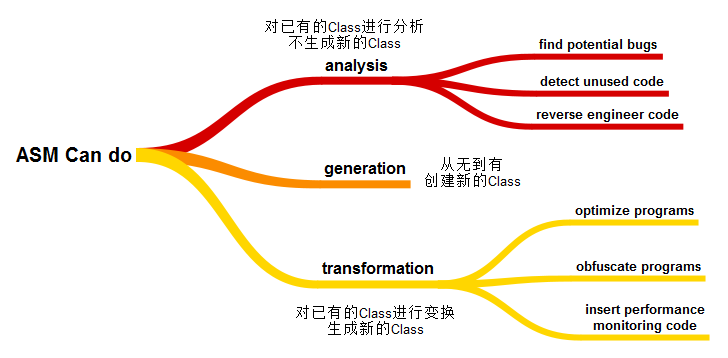 ASM Can do
对已有的Class进行分析
不生成新的Class
analysis
find potential bugs
detect unused code
reverse engineer code
generation
从无到有
创建新的Class
transformation
对已有的Class进行变换
生成新的Class
optimize programs
obfuscate programs
insert performance
monitoring code